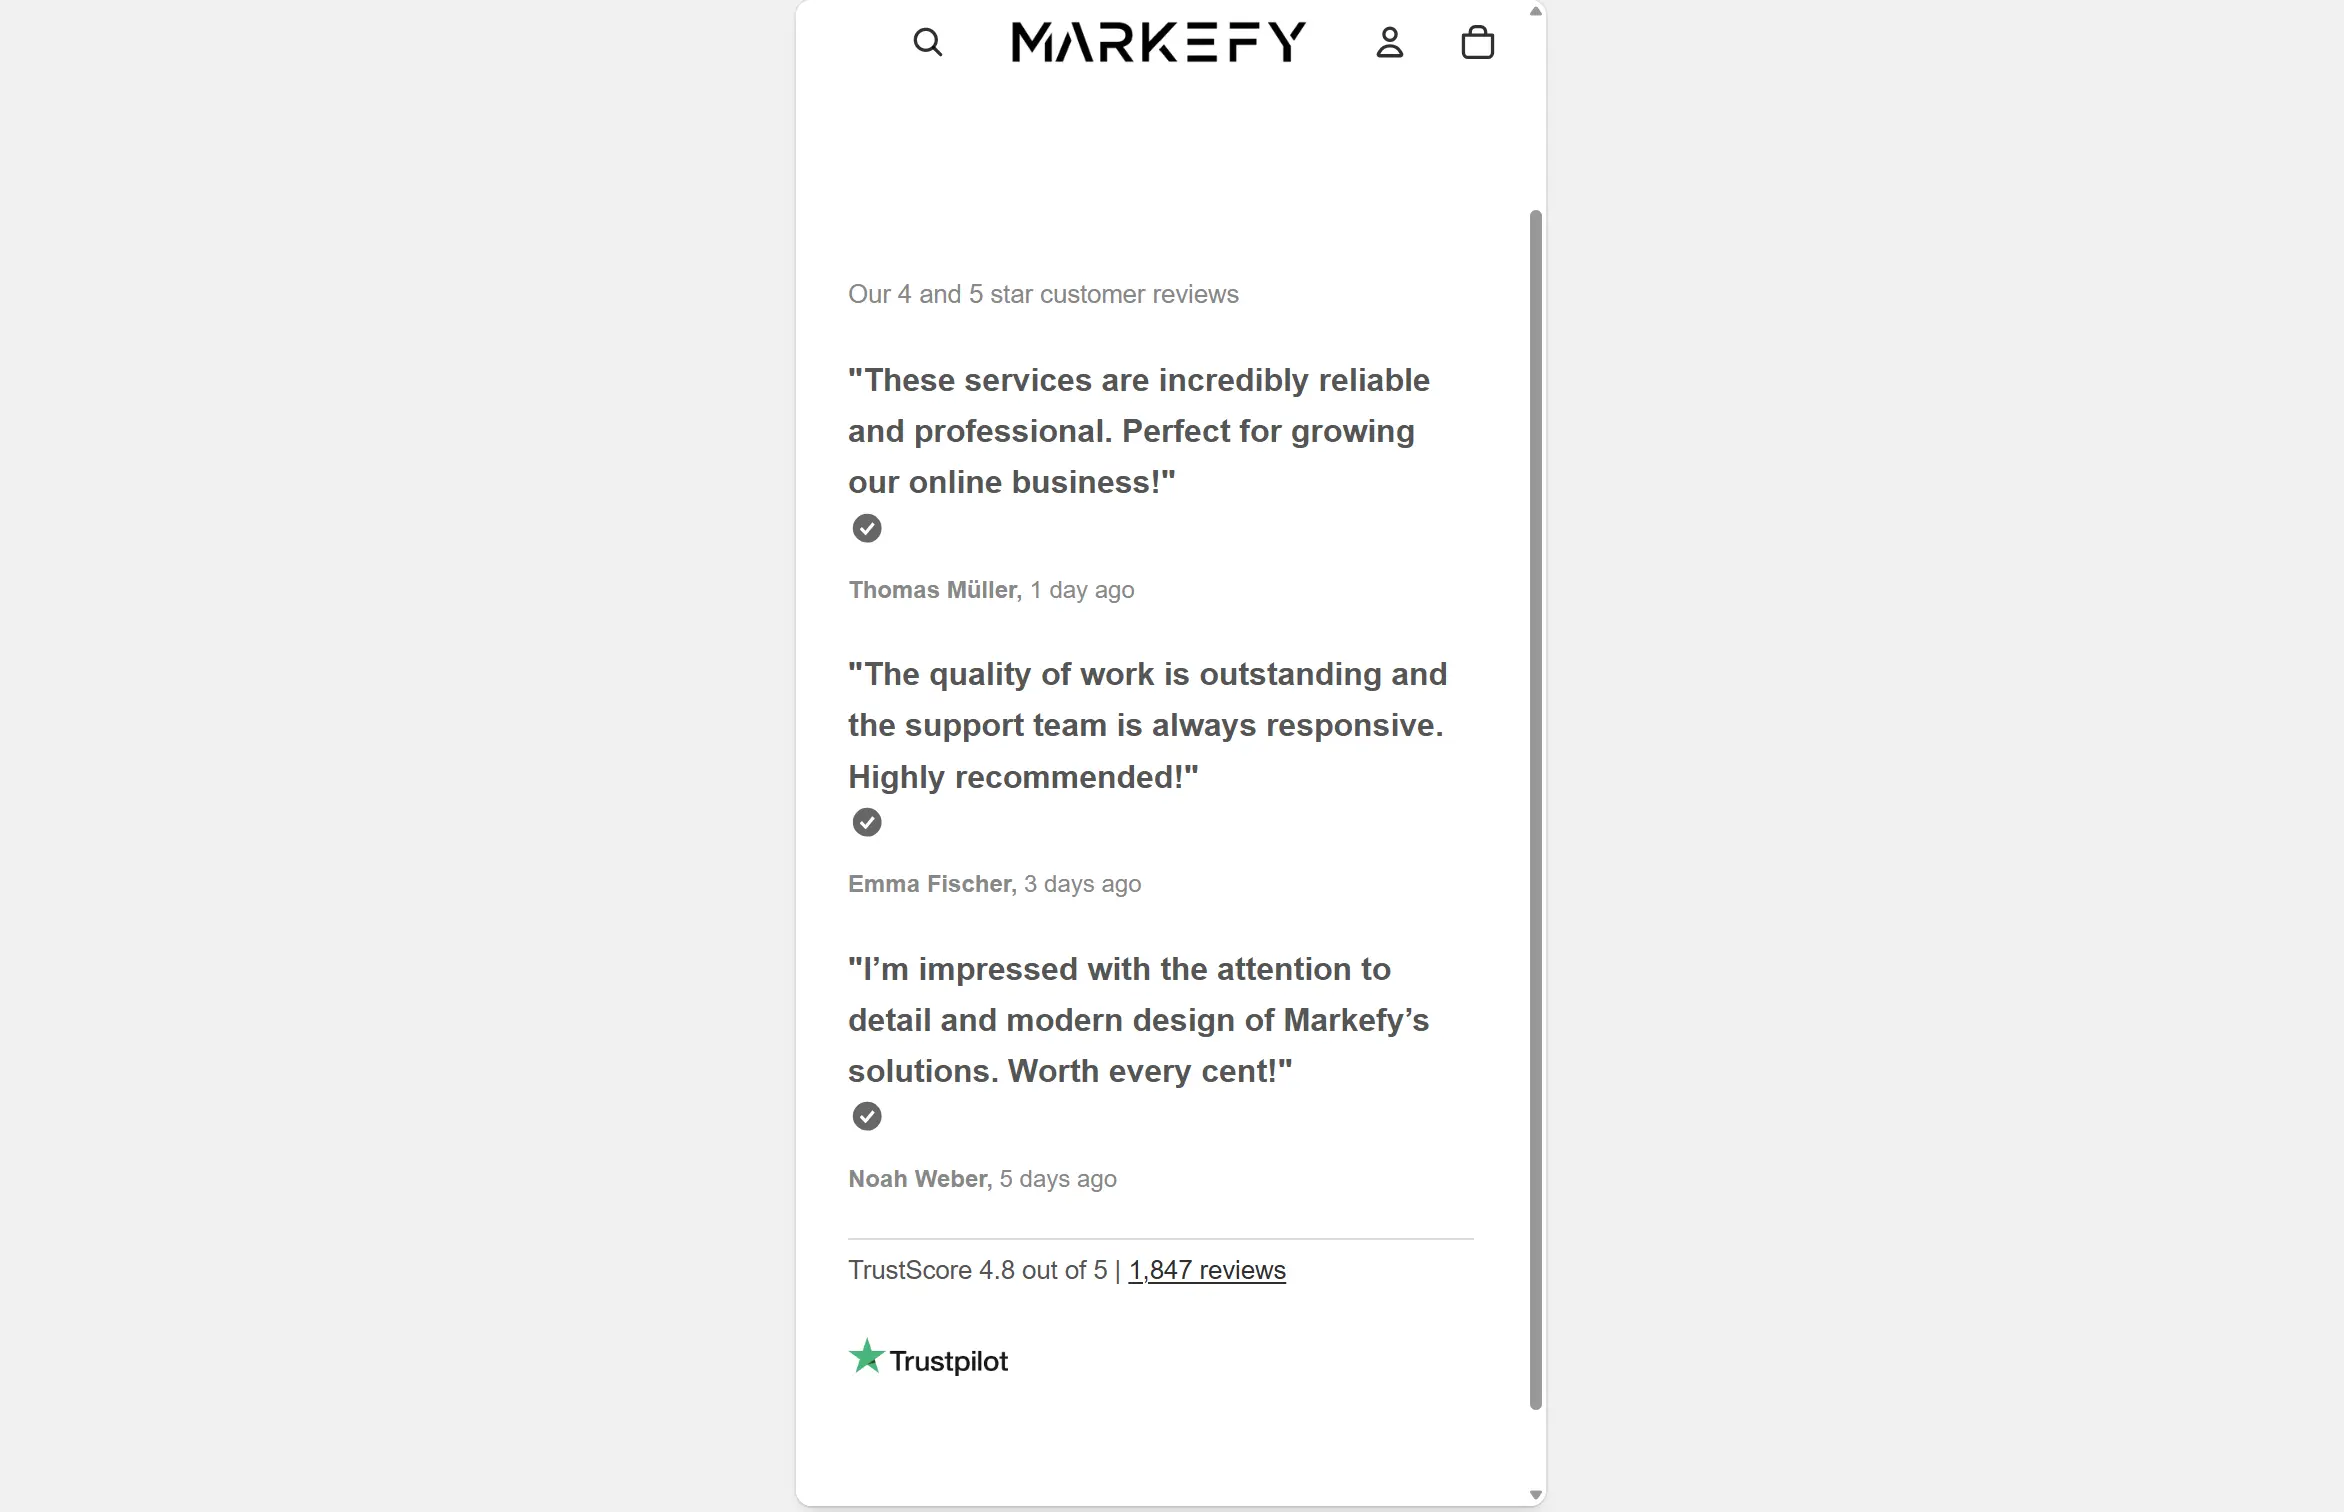 MARKEFY
Our 4 and 5 star customer reviews
"These services are incredibly reliable
and professional. Perfect for growing
our online business!"
Thomas Müller, 1 day ago
"The quality of work is outstanding and
the support team is always responsive.
Highly recommended!"
Emma Fischer, 3 days ago
"I’m impressed with the attention to
detail and modern design of Markefy’s
solutions. Worth every cent!"
Noah Weber, 5 days ago
TrustScore 4.8 out of 5 | 1,847 reviews
Trustpilot